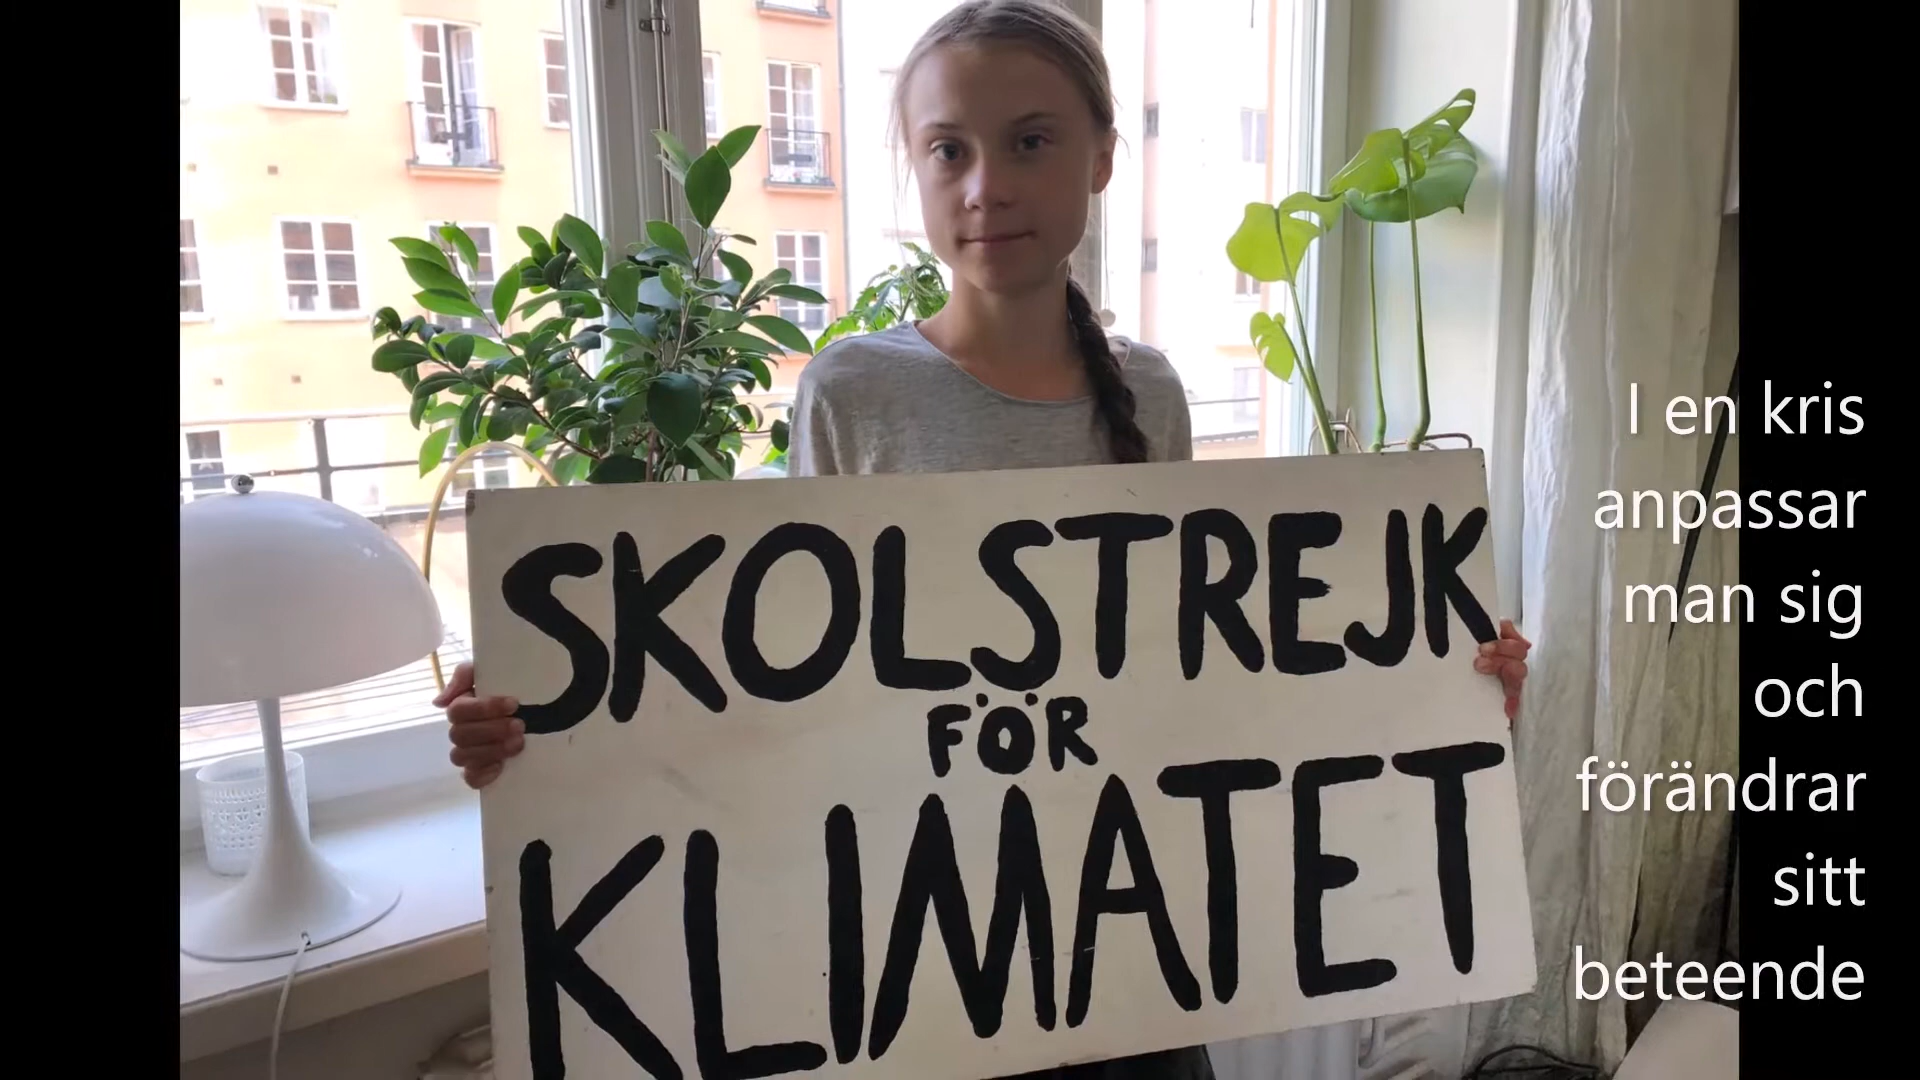 SKOLSTREJK
FÖR
KLIMATET
I en kris
anpassar
man sig
och
förändrar
sitt
beteende